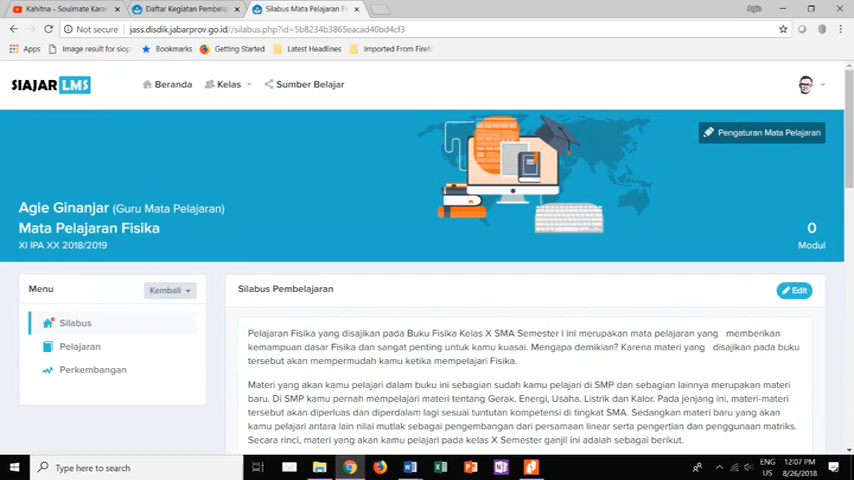 Kahitna - Soulmate Kara
Daftar Kegiatan Pembelaj
Silabus Mata Pelajaran Fi
Agie
Not secured
jass.disdik.jabarprov.go.id//silabus.php?id=5b8234b3865eacad40bd4cf3
Apps
Image result for siop
Bookmarks
Getting Started
Latest Headlines
Imported From Firef
SIAJAR LMS
Beranda
Kelas
Sumber Belajar
Pengaturan Mata Pelajaran
Agie Ginanjar (Guru Mata Pelajaran)
Mata Pelajaran Fisika
XI IPA XX 2018/2019
0
Modul
Menu
Kembali
Silabus
Pelajaran
Perkembangan
Silabus Pembelajaran
Edit
Pelajaran Fisika yang disajikan pada Buku Fisika Kelas X SMA Semester I ini merupakan mata pelajaran yang memberikan
kemampuan dasar Fisika dan sangat penting untuk kamu kuasai. Mengapa demikian? Karena materi yang disajikan pada buku
tersebut akan mempermudah kamu ketika mempelajari Fisika.
Materi yang akan kamu pelajari dalam buku ini sebagian sudah kamu pelajari di SMP dan sebagian lainnya merupakan materi
baru. Di SMP kamu pernah mempelajari materi tentang Gerak, Energi, Usaha. Listrik dan Kalor. Pada jenjang ini, materi-materi
tersebut akan diperluas dan diperdalam lagi sesuai tuntutan kompetensi di tingkat SMA. Sedangkan materi baru yang akan
kamu pelajari antara lain nilai mutlak sebagai pengembangan dari persamaan linear serta pengertian dan penggunaan matriks.
Secara rinci, materi yang akan kamu pelajari pada kelas X Semester ganjil ini adalah sebagai berikut.
Type here to search
ENG
US
12:07 PM
8/26/2018